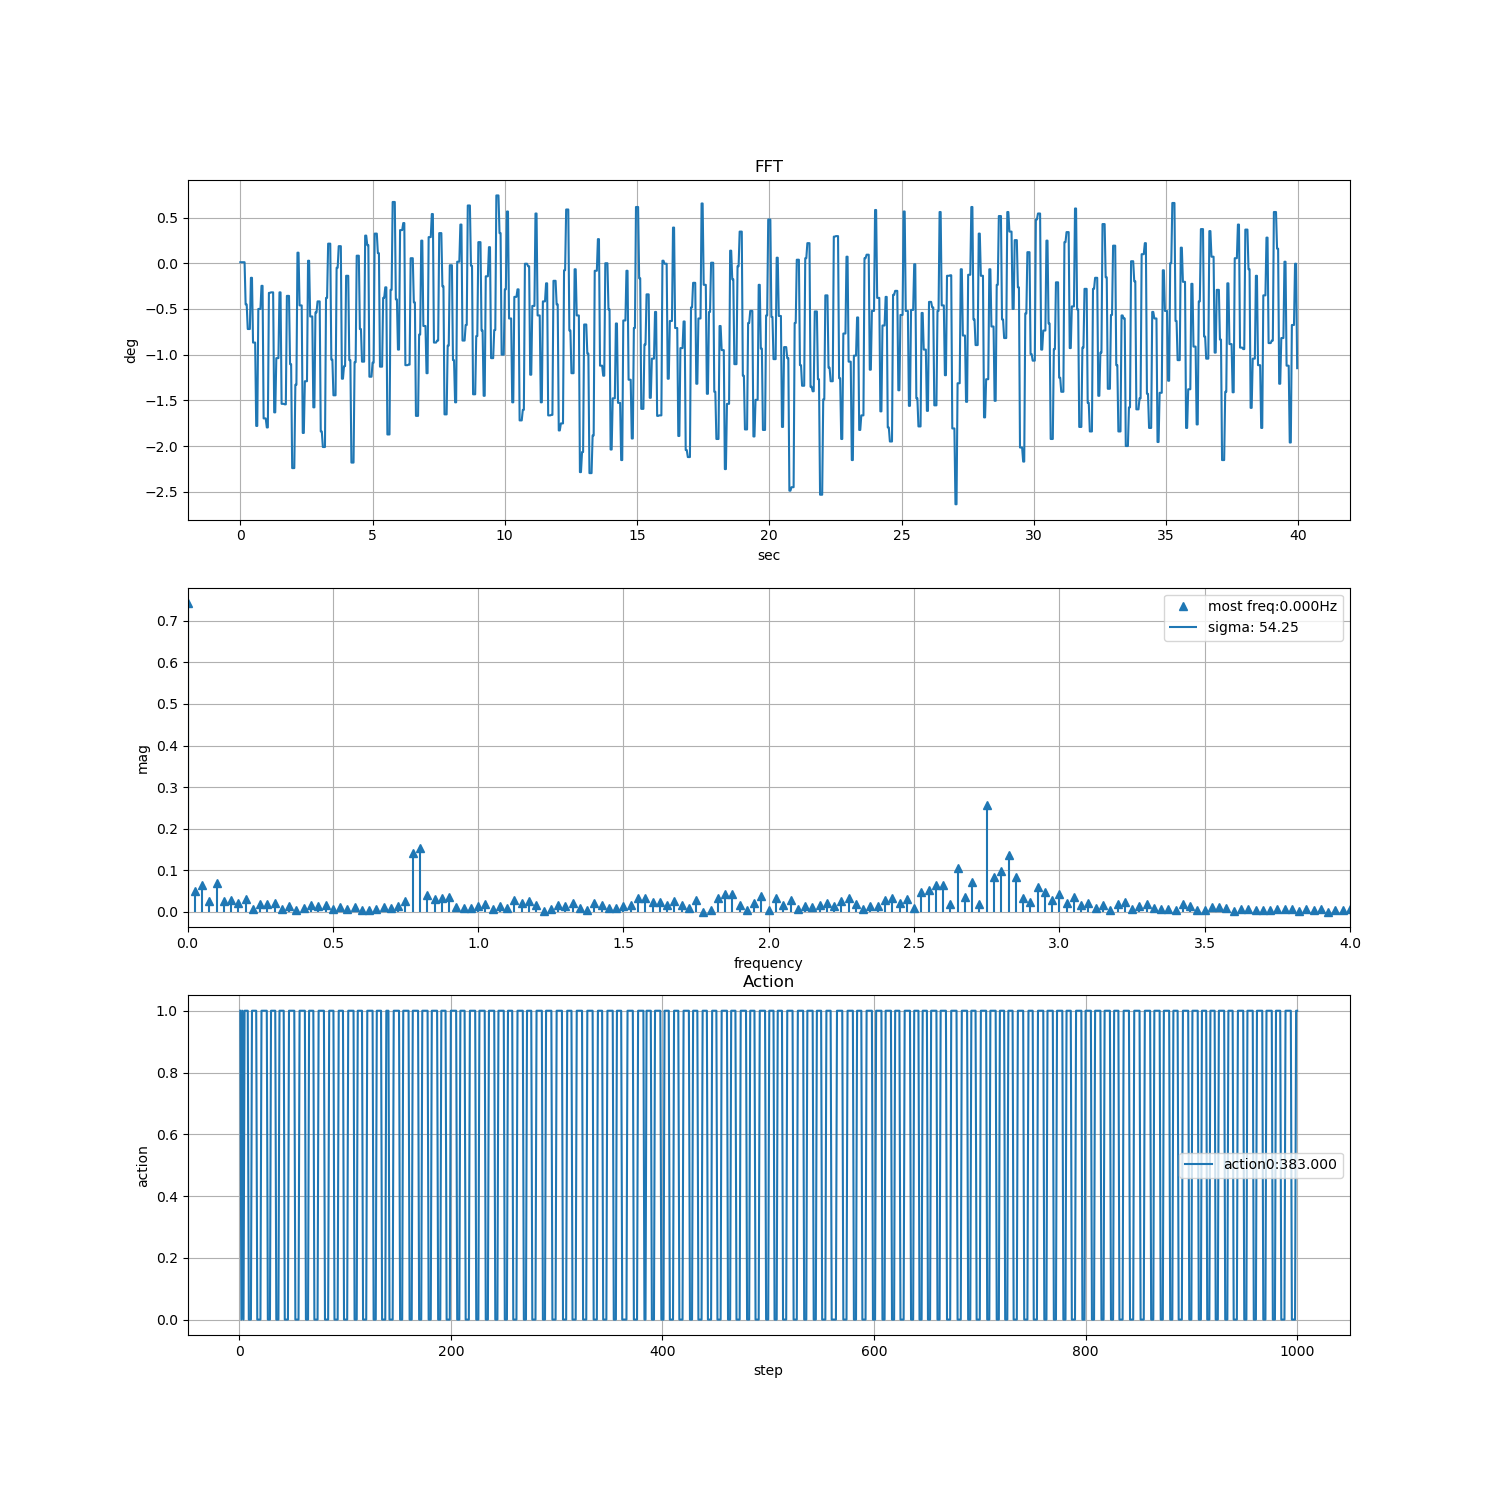 FFT
0.5
0.0
−0.5
−1.0
−1.5
−2.0
−2.5
deg
0 5 10 15 20 25 30 35 40
sec
0.7
0.6
0.5
0.4
0.3
0.2
0.1
0.0
mag
most freq:0.000Hz
sigma: 54.25
0.0 0.5 1.0 1.5 2.0 2.5 3.0 3.5 4.0
frequency
Action
1.0
0.8
0.6
0.4
0.2
0.0
action
action0:383.000
0 200 400 600 800 1000
step